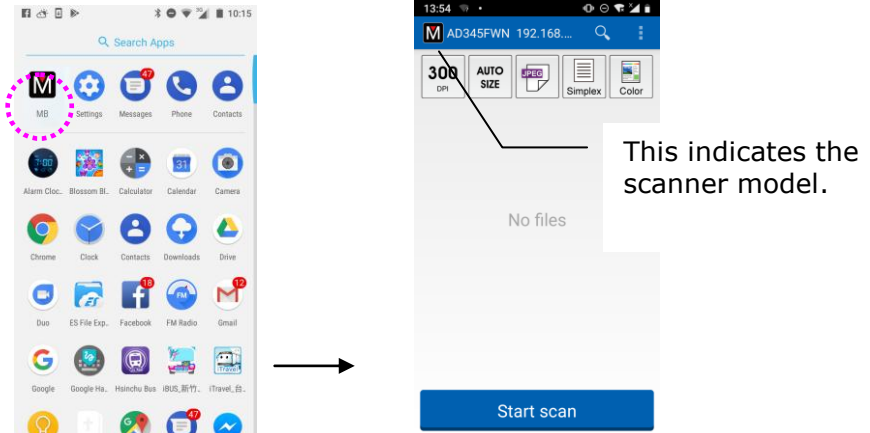 10:15
Search Apps
47
M
MB Settings Messages Phone Contacts
7:00
31
Alarm Cloc.. Blossom Bl.. Calculator Calendar Camera
Chrome Clock Contacts Downloads Drive
18
12
ES
FM
Duo ES File Exp.. Facebook FM Radio Gmail
Google Google Ha.. Hsinchu Bus iBUS_新竹.. iTravel_台..
47
13:54
M AD345FWN 192.168....
300
DPI
AUTO
SIZE
JPEG
Simplex
Color
This indicates the
scanner model.
No files
Start scan